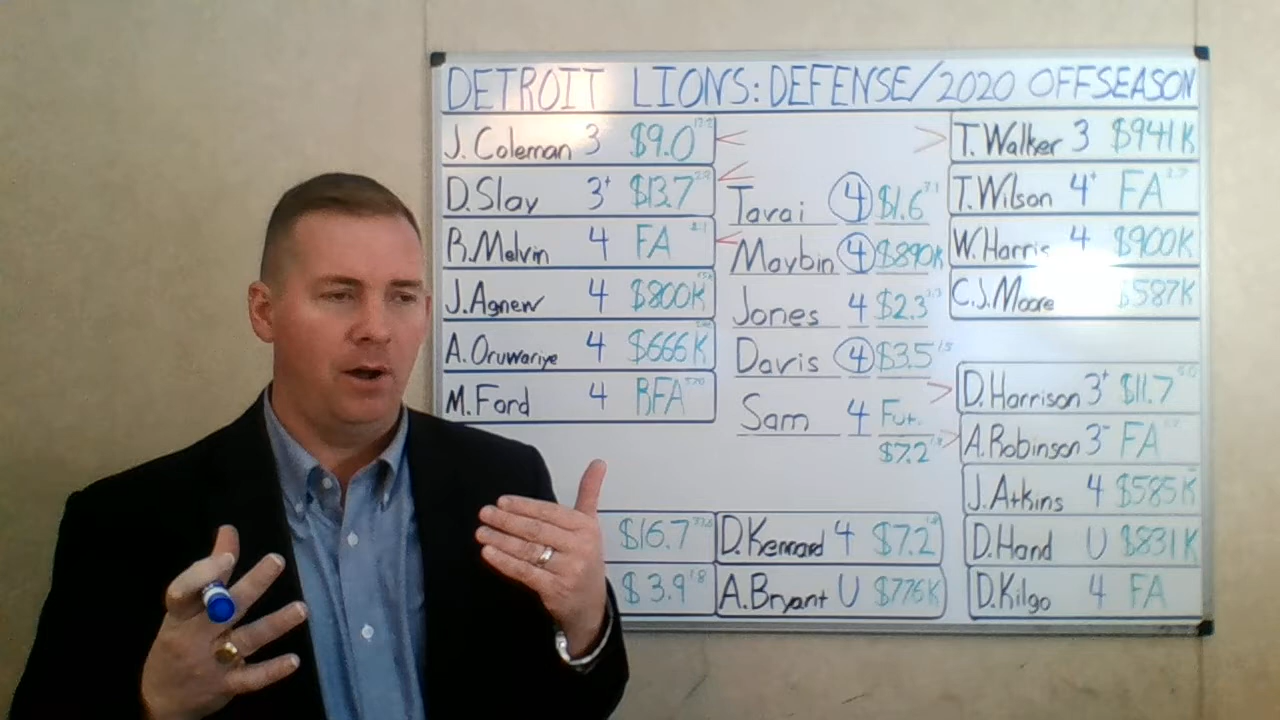 DETROIT LIONS: DEFENSE/2020 OFFSEASON
J. Coleman 3 $9.0
D. Slay 3+ $13.7
R. Melvin 4 FA
J. Agnew 4 $800K
A. Oruwariye 4 $666K
M. Ford 4 RFA
Tavai 4 $1.6
Maybin 4 $890K
Jones 4 $2.3
Davis 4 $3.5
Sam 4 Fut.
$7.2
T. Walker 3 $941K
T. Wilson 4+ FA
W. Harris 4 $900K
C.J. Moore $587K
D. Harrison 3+ $11.7
A. Robinson 3- FA
J. Atkins 4 $585K
D. Hand U $831K
D. Kilgo 4 FA
$16.7
$3.9
D. Kennard 4 $7.2
A. Bryant U $776K